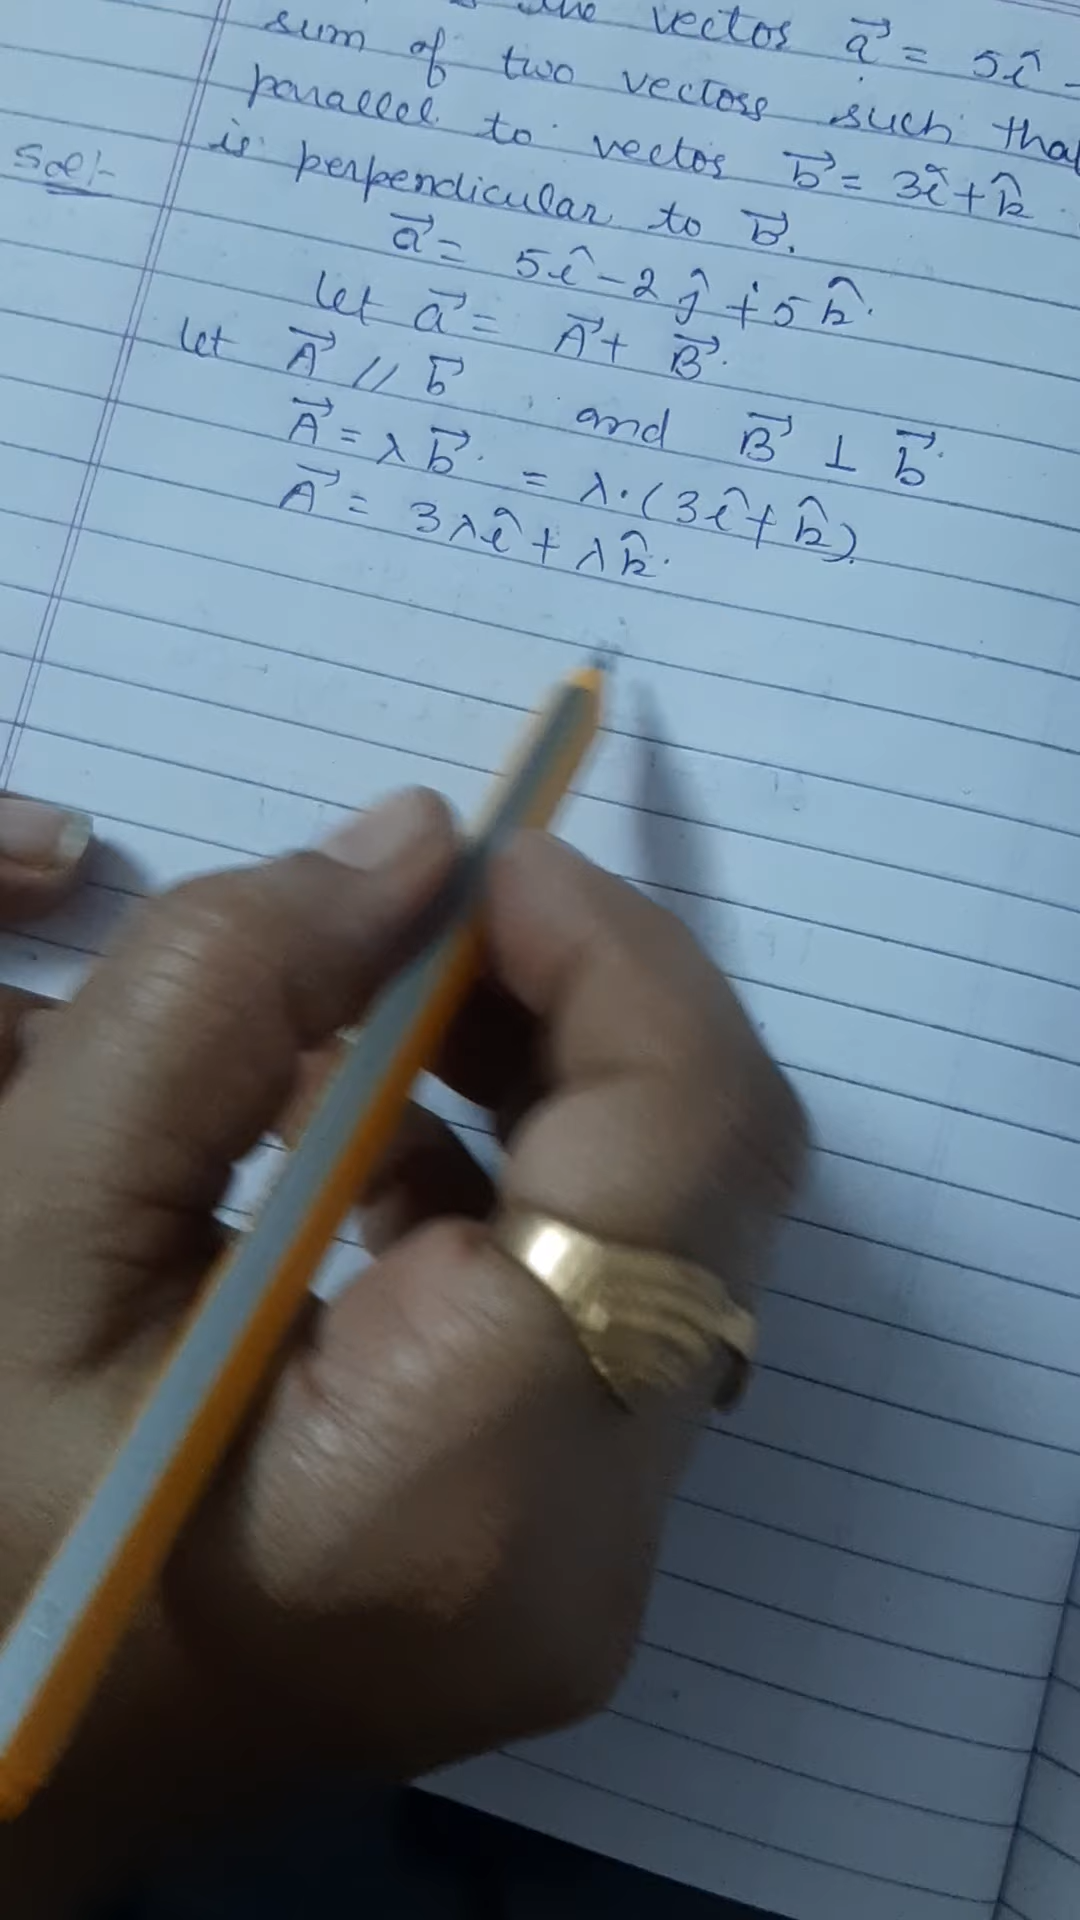 the vector a⃗ = 5î -
sum of two vectors such that
parallel to vector b⃗ = 3î + k̂
is perpendicular to b⃗.
Sol:-
a⃗ = 5î - 2ĵ + 5k̂.
Let a⃗ = A⃗ + B⃗.
Let A⃗ // b⃗ and B⃗ ⊥ b⃗.
A⃗ = λb⃗. = λ.(3î + k̂).
A⃗ = 3λî + λk̂.